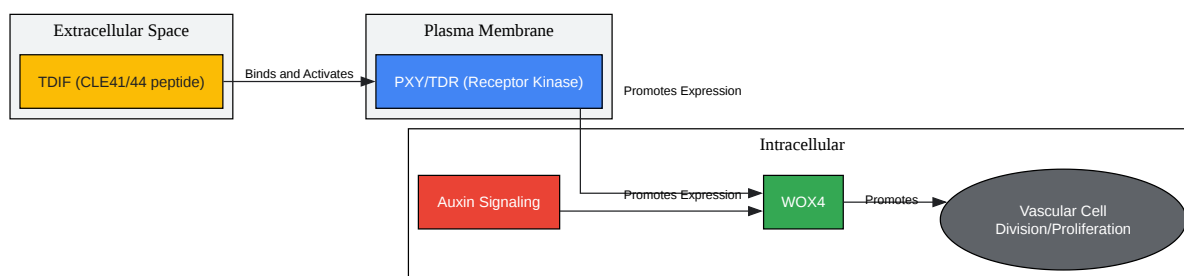 Extracellular Space
Plasma Membrane
TDIF (CLE41/44 peptide)
Binds and Activates
PXY/TDR (Receptor Kinase)
Promotes Expression
Intracellular
Auxin Signaling
Promotes Expression
WOX4
Promotes
Vascular Cell
Division/Proliferation